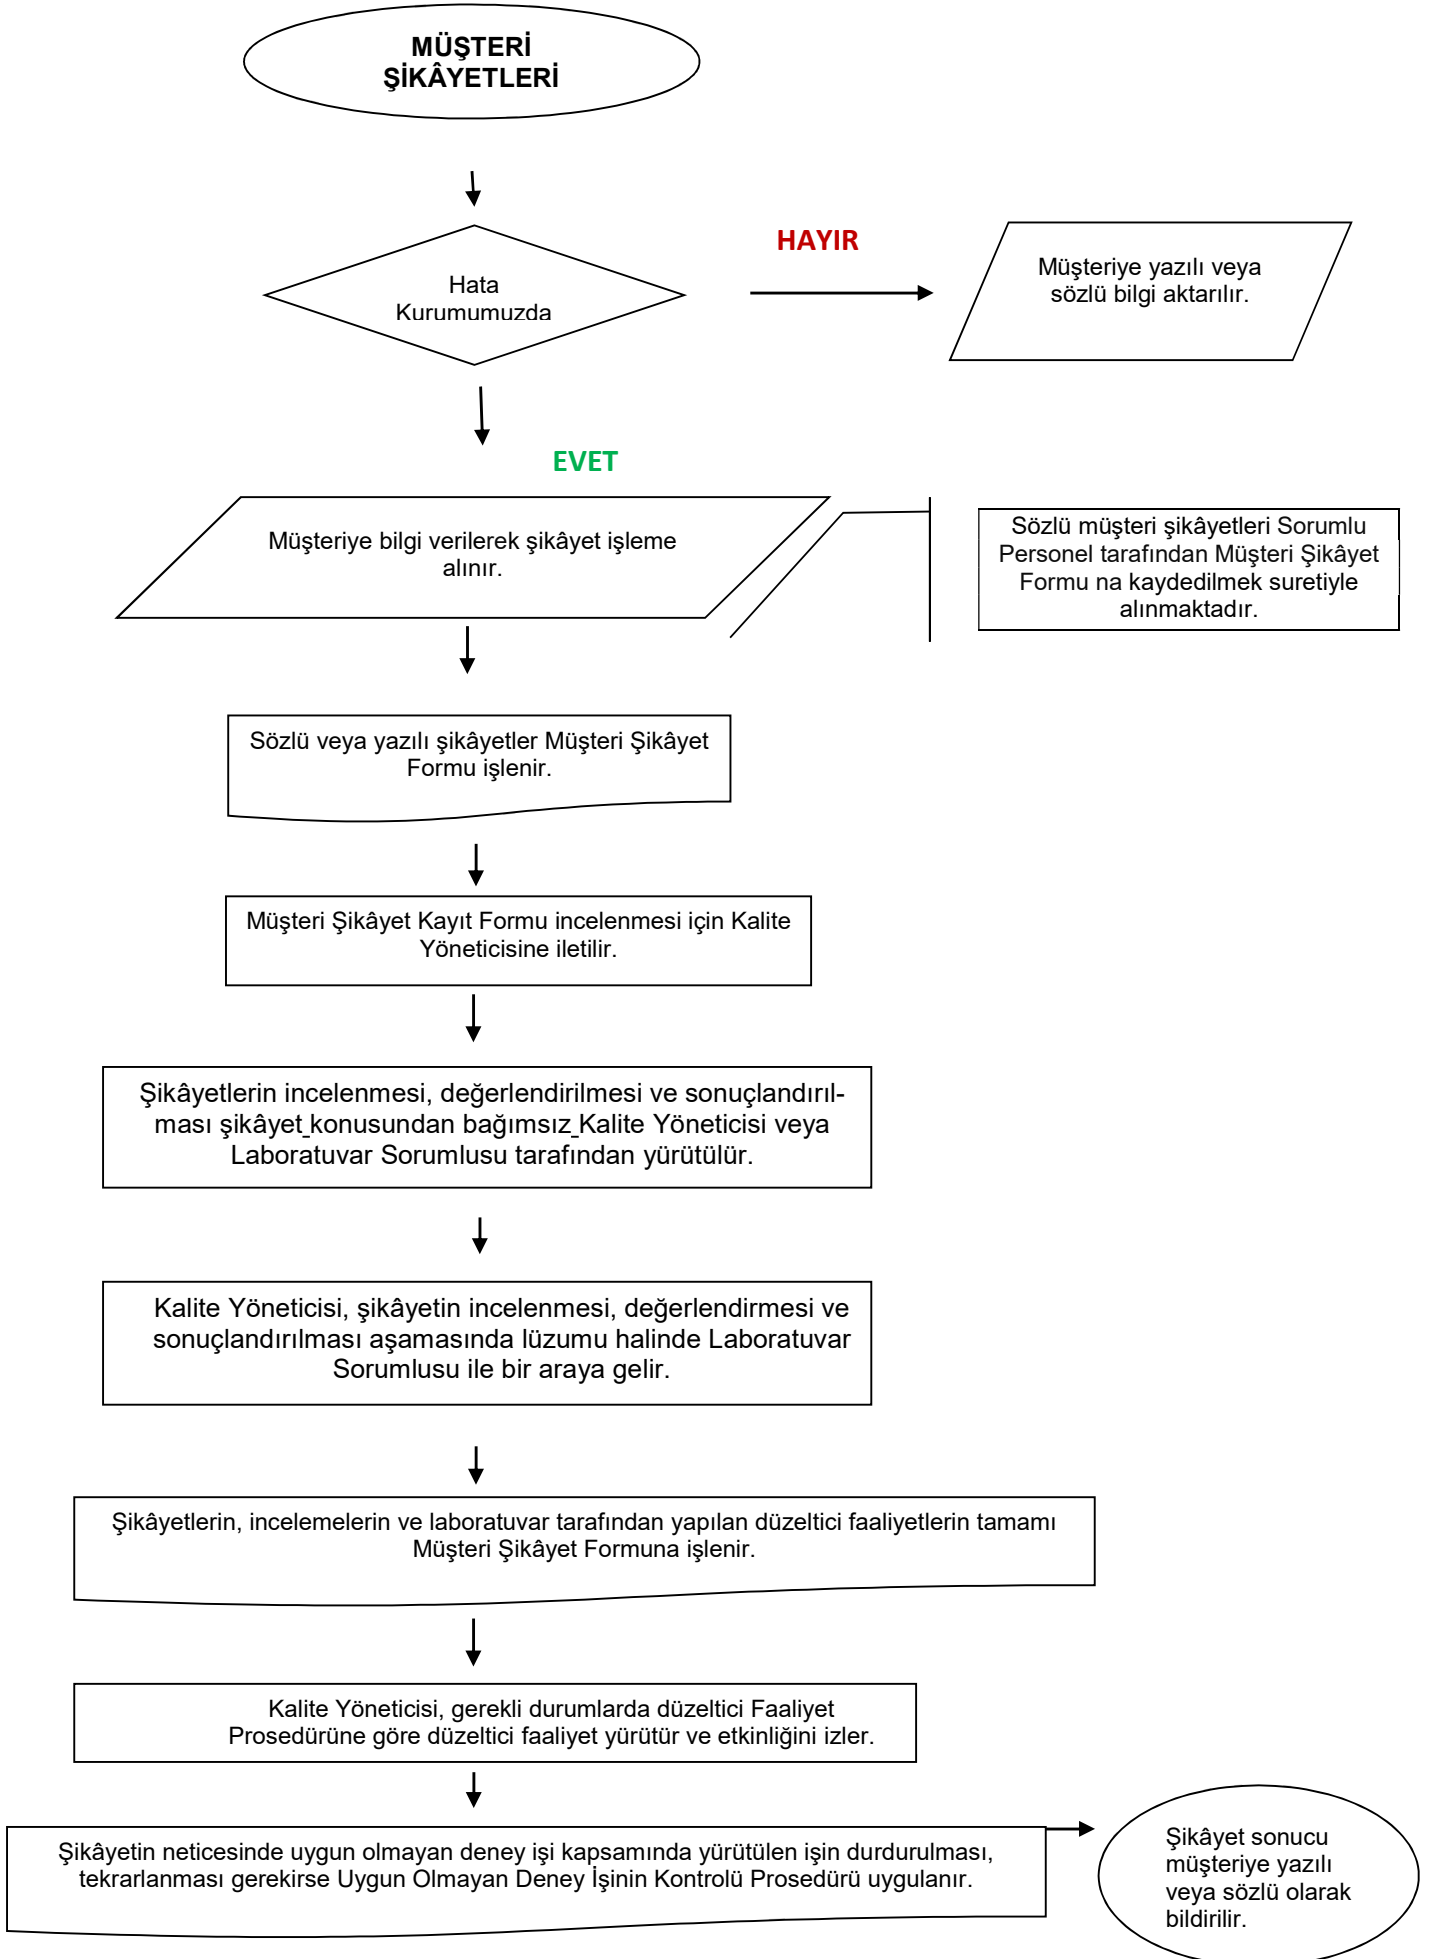 MÜŞTERİ
ŞİKÂYETLERİ
HAYIR
Müşteriye yazılı veya
sözlü bilgi aktarılır.
Hata
Kurumumuzda
EVET
Müşteriye bilgi verilerek şikâyet işleme
alınır.
Sözlü müşteri şikâyetleri Sorumlu
Personel tarafından Müşteri Şikâyet
Formu na kaydedilmek suretiyle
alınmaktadır.
Sözlü veya yazılı şikâyetler Müşteri Şikâyet
Formu işlenir.
Müşteri Şikâyet Kayıt Formu incelenmesi için Kalite
Yöneticisine iletilir.
Şikâyetlerin incelenmesi, değerlendirilmesi ve sonuçlandırıl-
ması şikâyet konusundan bağımsız Kalite Yöneticisi veya
Laboratuvar Sorumlusu tarafından yürütülür.
Kalite Yöneticisi, şikâyetin incelenmesi, değerlendirmesi ve
sonuçlandırılması aşamasında lüzumu halinde Laboratuvar
Sorumlusu ile bir araya gelir.
Şikâyetlerin, incelemelerin ve laboratuvar tarafından yapılan düzeltici faaliyetlerin tamamı
Müşteri Şikâyet Formuna işlenir.
Kalite Yöneticisi, gerekli durumlarda düzeltici Faaliyet
Prosedürüne göre düzeltici faaliyet yürütür ve etkinliğini izler.
Şikâyetin neticesinde uygun olmayan deney işi kapsamında yürütülen işin durdurulması,
tekrarlanması gerekirse Uygun Olmayan Deney İşinin Kontrolü Prosedürü uygulanır.
Şikâyet sonucu
müşteriye yazılı
veya sözlü olarak
bildirilir.